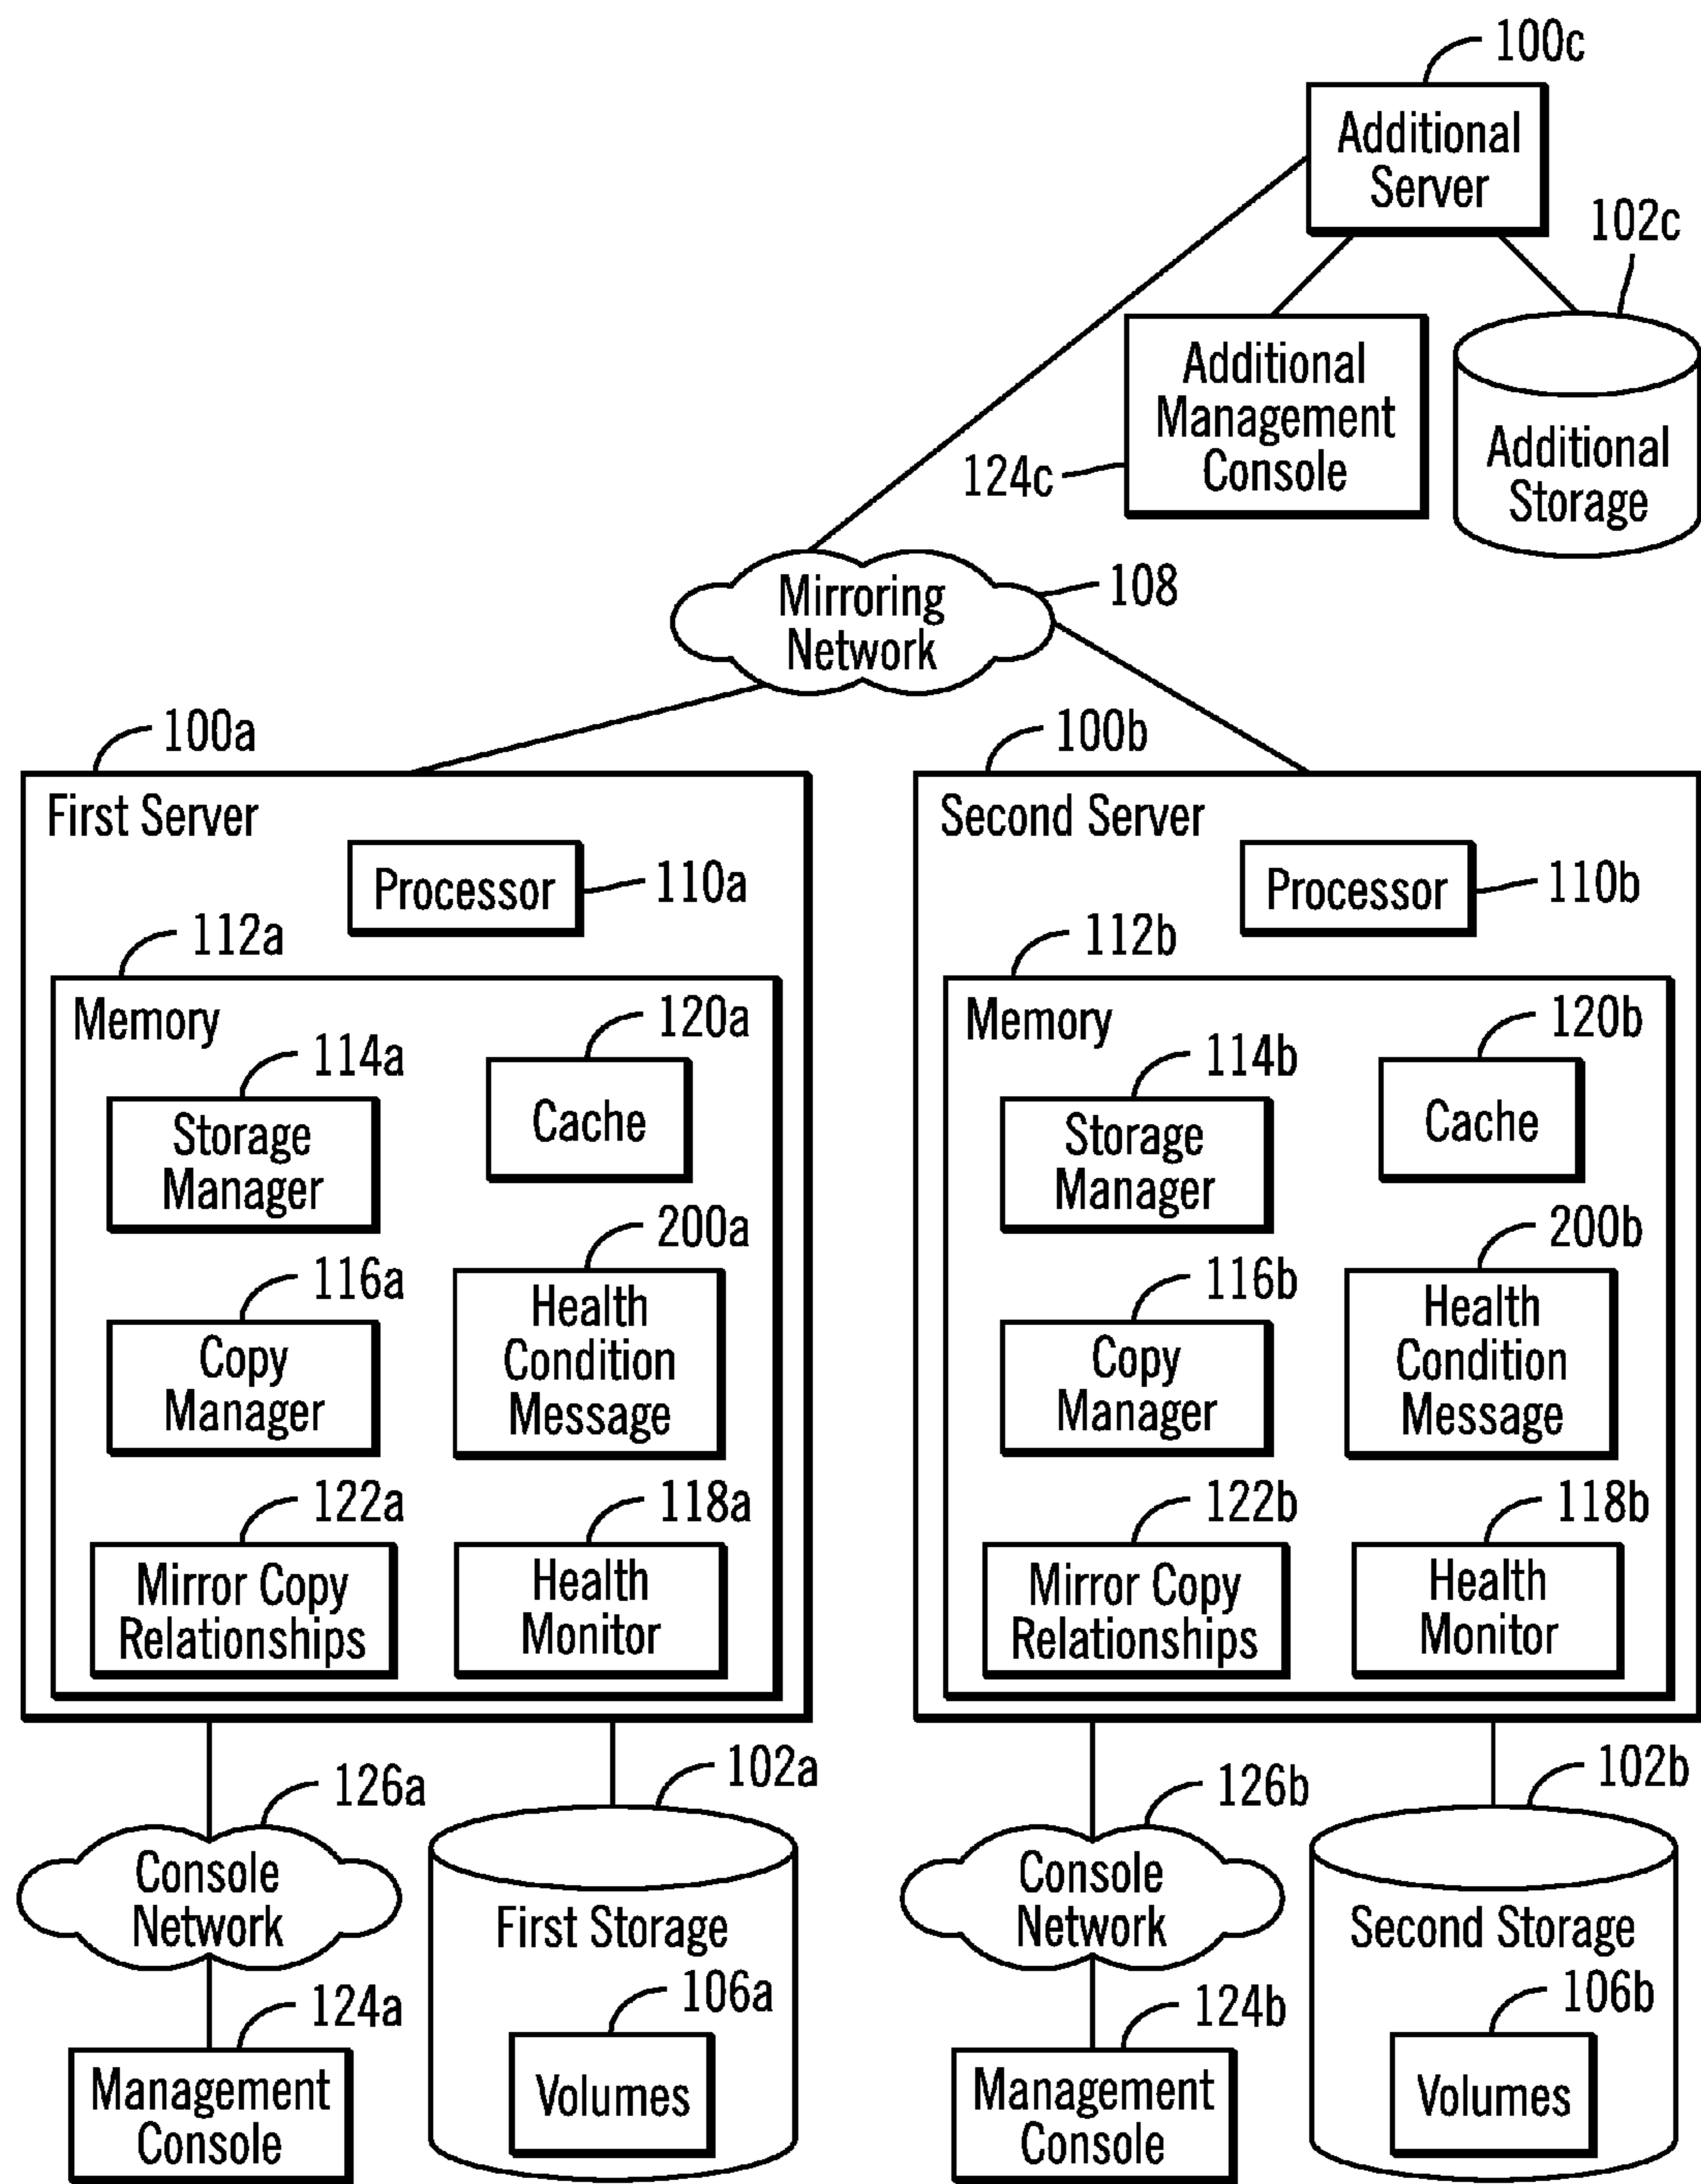 100c
Additional
Server
102c
Additional
Management
Console
124c
Additional
Storage
Mirroring
Network
108
100a
First Server
Processor
110a
112a
Memory
114a
Storage
Manager
120a
Cache
116a
Copy
Manager
200a
Health
Condition
Message
122a
Mirror Copy
Relationships
118a
Health
Monitor
100b
Second Server
Processor
110b
112b
Memory
114b
Storage
Manager
120b
Cache
116b
Copy
Manager
200b
Health
Condition
Message
122b
Mirror Copy
Relationships
118b
Health
Monitor
126a
Console
Network
102a
First Storage
106a
Volumes
124a
Management
Console
126b
Console
Network
102b
Second Storage
106b
Volumes
124b
Management
Console